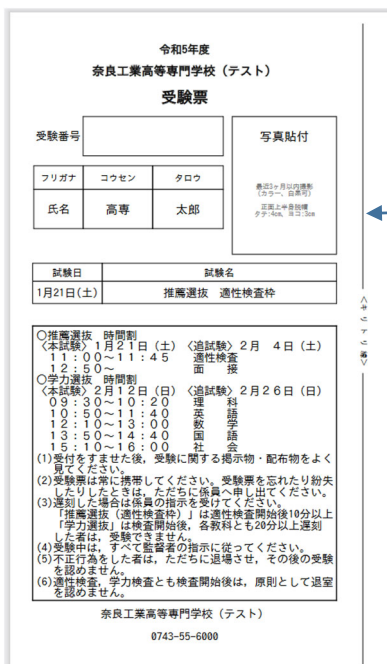 令和5年度
奈良工業高等専門学校（テスト）
受験票
受験番号
写真貼付
最近3ヶ月以内撮影
（カラー、白黒可）
正面上半身脱帽
タテ:4cm, ヨコ:3cm
フリガナ コウセン タロウ
氏名 高専 太郎
試験日 試験名
1月21日(土) 推薦選抜 適性検査枠
＜キリトリ線＞
○推薦選抜 時間割
〈本試験〉1月21日（土）〈追試験〉2月 4日（土）
11：00～11：45 適性検査
12：50～ 面 接
○学力選抜 時間割
〈本試験〉2月12日（日）〈追試験〉2月26日（日）
09：30～10：20 理 科
10：50～11：40 英 語
12：10～13：00 数 学
13：50～14：40 国 語
15：10～16：00 社 会
(1)受付をすませた後，受験に関する掲示物・配布物をよく
見てください。
(2)受験票は常に携帯してください。受験票を忘れたり紛失
したりしたときは，ただちに係員へ申し出てください。
(3)遅刻した場合は係員の指示を受けてください。
「推薦選抜（適性検査枠）」は適性検査開始後10分以上
「学力選抜」は検査開始後，各教科とも20分以上遅刻
した者は，受験できません。
(4)受験中は，すべて監督者の指示に従ってください。
(5)不正行為をした者は，ただちに退場させ，その後の受験
を認めません。
(6)適性検査，学力検査とも検査開始後は，原則として退室
を認めません。
奈良工業高等専門学校（テスト）
0743-55-6000